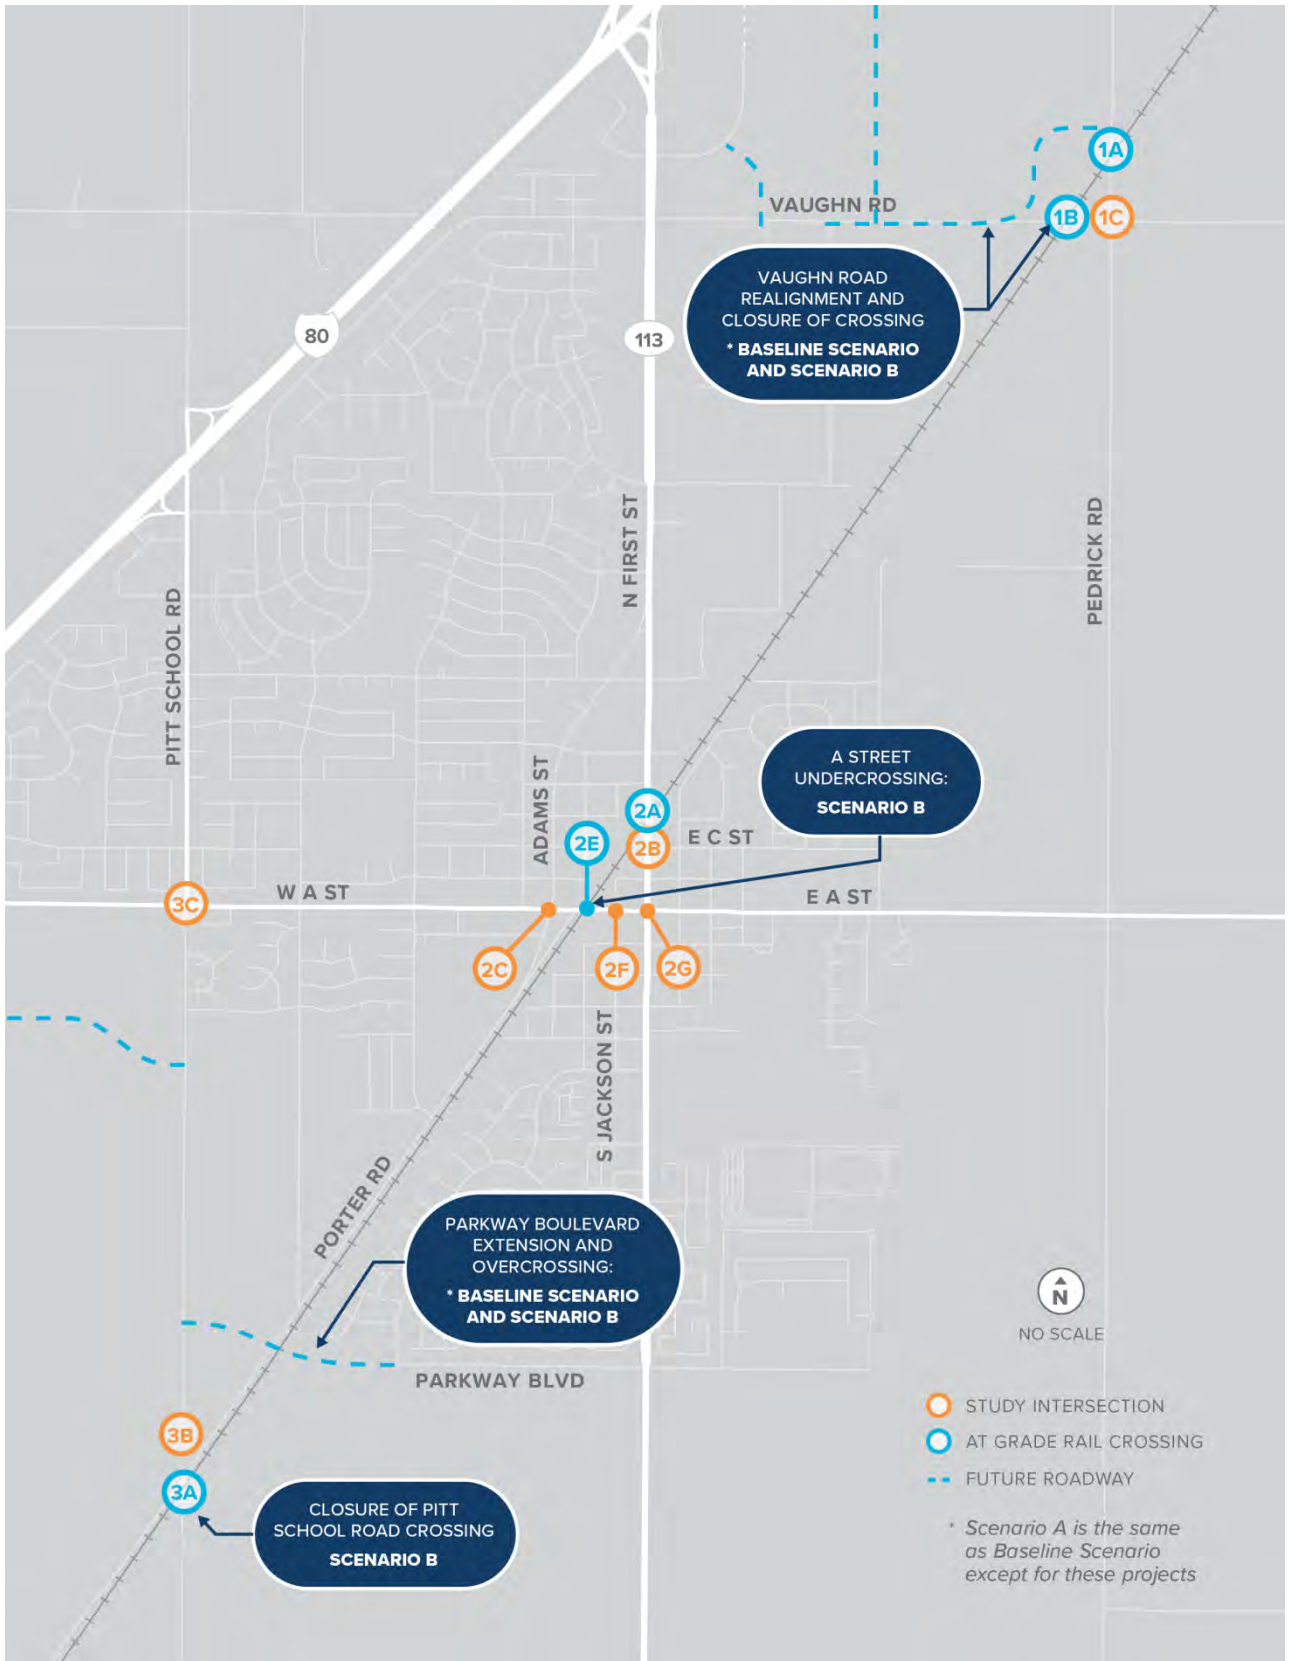 1A
VAUGHN RD
1B
1C
VAUGHN ROAD
REALIGNMENT AND
CLOSURE OF CROSSING
* BASELINE SCENARIO
AND SCENARIO B
80
113
N FIRST ST
PEDRICK RD
PITT SCHOOL RD
A STREET
UNDERCROSSING:
SCENARIO B
ADAMS ST
2A
2E
2B
E C ST
3C
W A ST
E A ST
2C
2F
2G
S JACKSON ST
PORTER RD
PARKWAY BOULEVARD
EXTENSION AND
OVERCROSSING:
* BASELINE SCENARIO
AND SCENARIO B
N
NO SCALE
PARKWAY BLVD
3B
3A
CLOSURE OF PITT
SCHOOL ROAD CROSSING
SCENARIO B
STUDY INTERSECTION
AT GRADE RAIL CROSSING
FUTURE ROADWAY
* Scenario A is the same
as Baseline Scenario
except for these projects